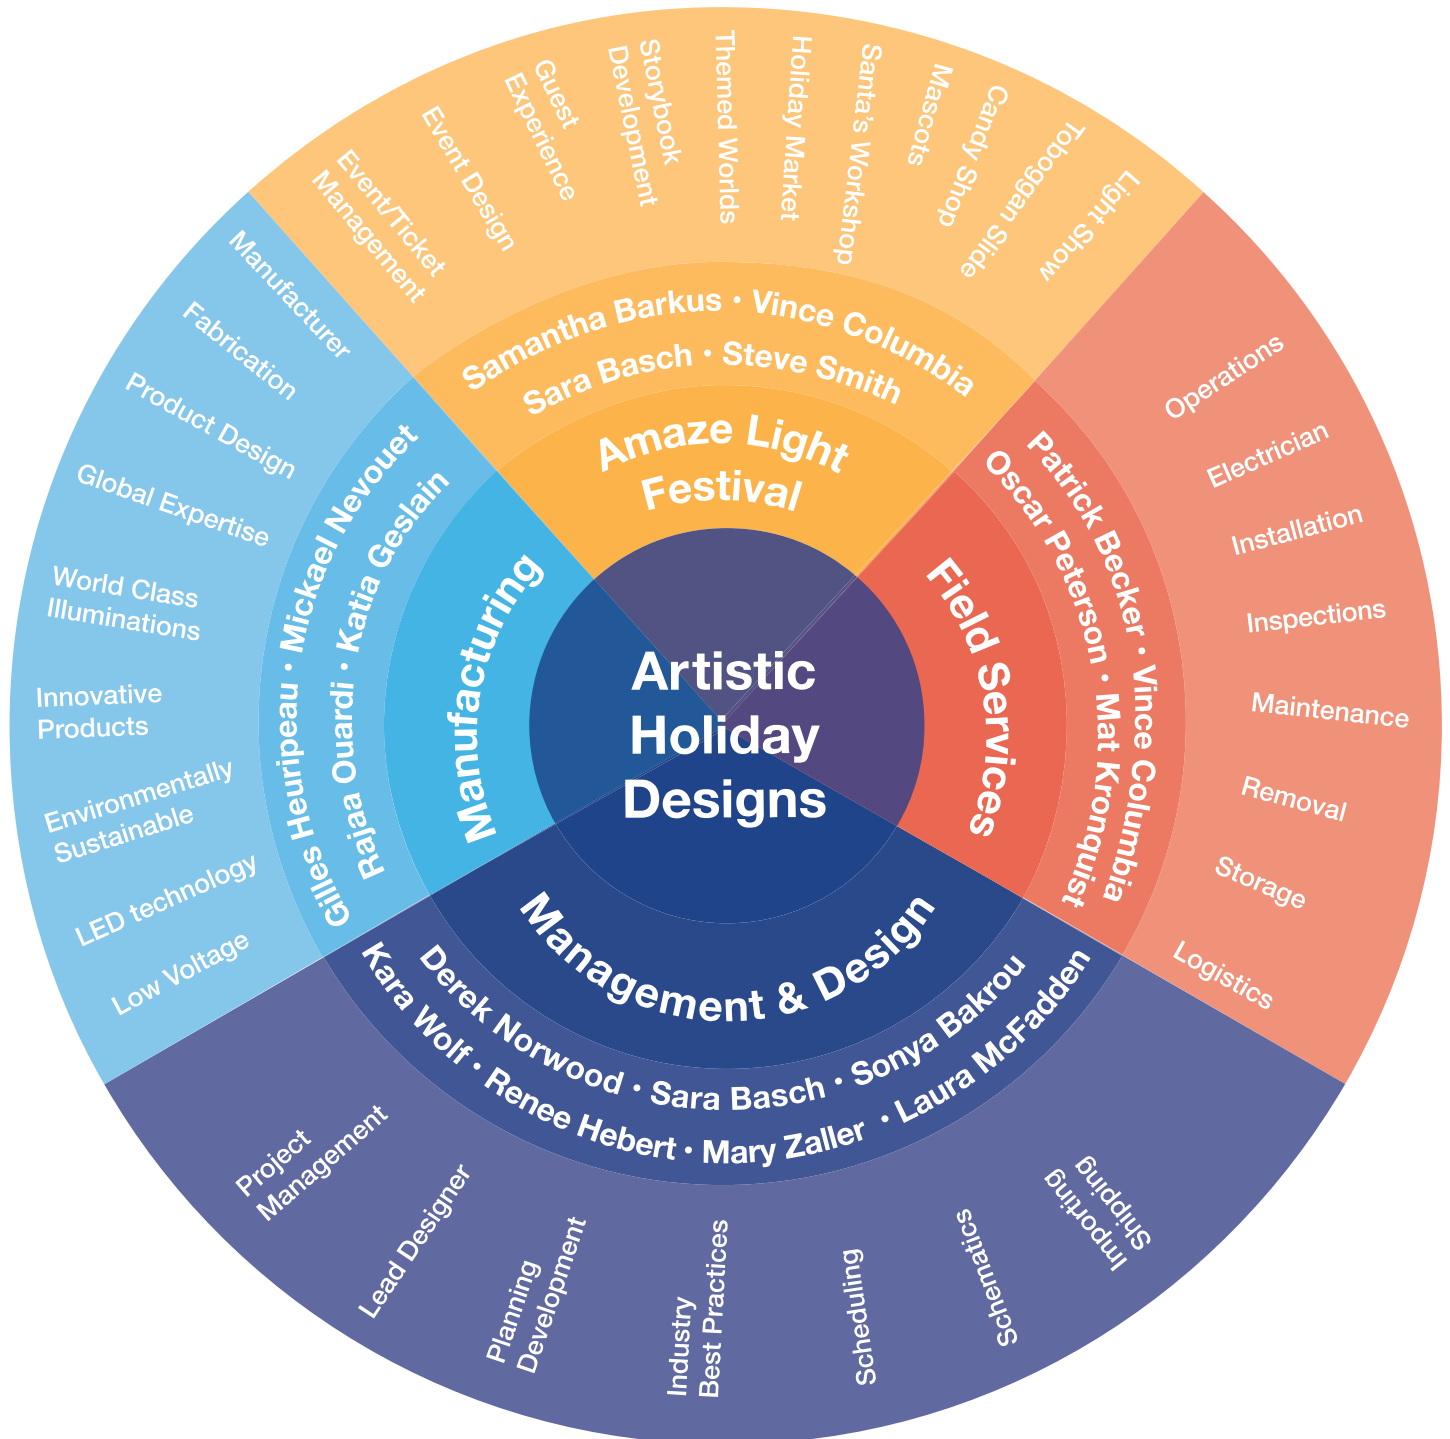 Artistic
Holiday
Designs
Amaze Light
Festival
Samantha Barkus • Vince Columbia
Sara Basch • Steve Smith
Event/Ticket
Management
Event Design
Guest
Experience
Storybook
Development
Themed Worlds
Holiday Market
Santa's Workshop
Mascots
Candy Shop
Toboggan Slide
Light Show
Field Services
Patrick Becker • Vince Columbia
Oscar Peterson • Mat Kronquist
Operations
Electrician
Installation
Inspections
Maintenance
Removal
Storage
Logistics
Management & Design
Derek Norwood • Sara Basch • Sonya Bakrou
Kara Wolf • Renee Hebert • Mary Zaller • Laura McFadden
Project
Management
Lead Designer
Planning
Development
Industry
Best Practices
Scheduling
Schematics
Importing
Shipping
Manufacturing
Gilles Heuripeau • Mickael Nevouet
Rajaa Ouardi • Katia Geslain
Manufacturer
Fabrication
Product Design
Global Expertise
World Class
Illuminations
Innovative
Products
Environmentally
Sustainable
LED technology
Low Voltage